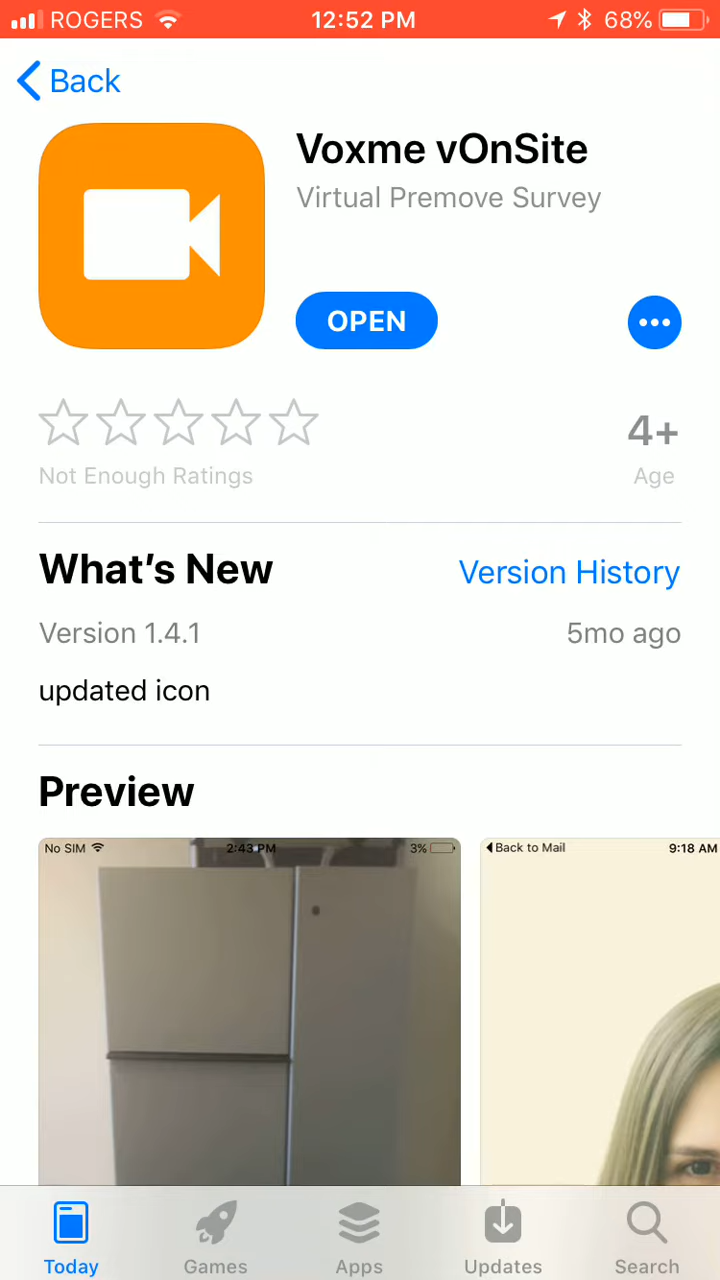 ROGERS 12:52 PM 68%
Back
Voxme vOnSite
Virtual Premove Survey
OPEN
4+
Not Enough Ratings Age
What's New Version History
Version 1.4.1 5mo ago
updated icon
Preview
No SIM 2:43 PM 3% Back to Mail 9:18 AM
Today Games Apps Updates Search